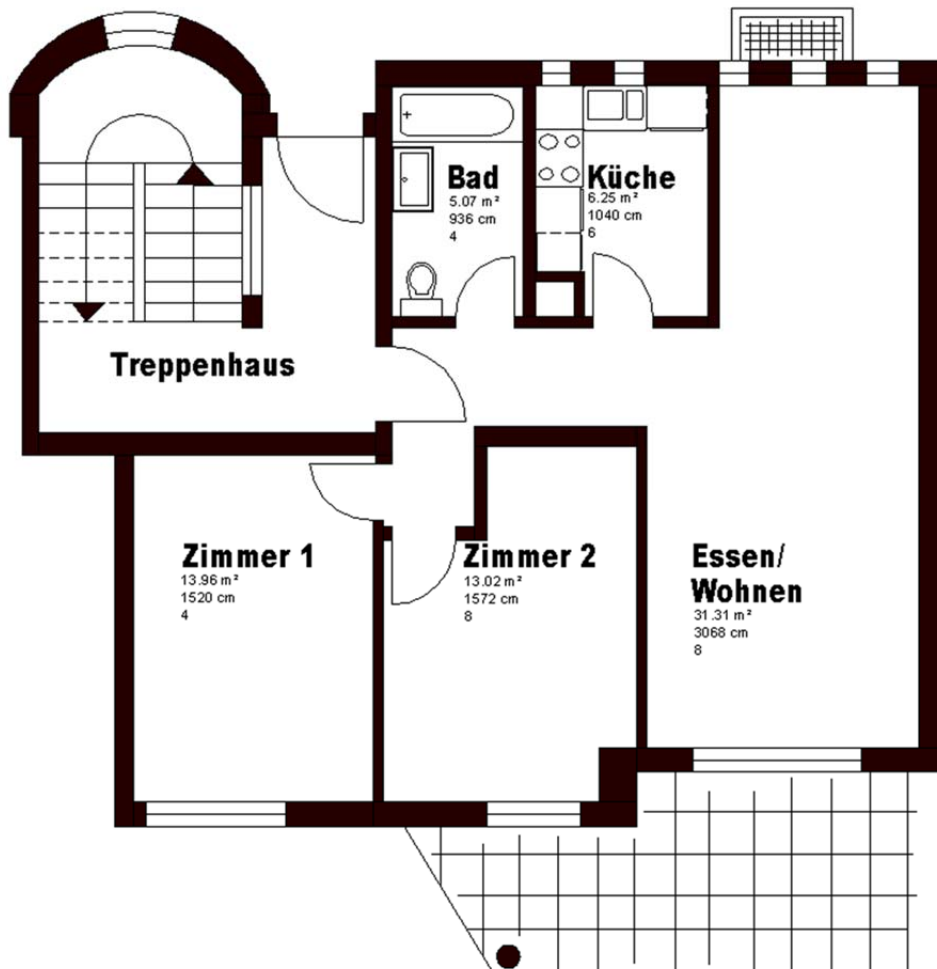 Bad
5.07 m²
936 cm
4
Küche
6.25 m²
1040 cm
6
Treppenhaus
Zimmer 1
13.96 m²
1520 cm
4
Zimmer 2
13.02 m²
1572 cm
8
Essen/
Wohnen
31.31 m²
3068 cm
8